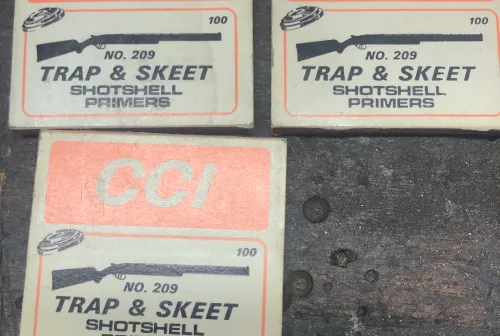 100
NO. 209
TRAP & SKEET
SHOTSHELL
PRIMERS
100
NO. 209
TRAP & SKEET
SHOTSHELL
PRIMERS
CCI
100
NO. 209
TRAP & SKEET
SHOTSHELL